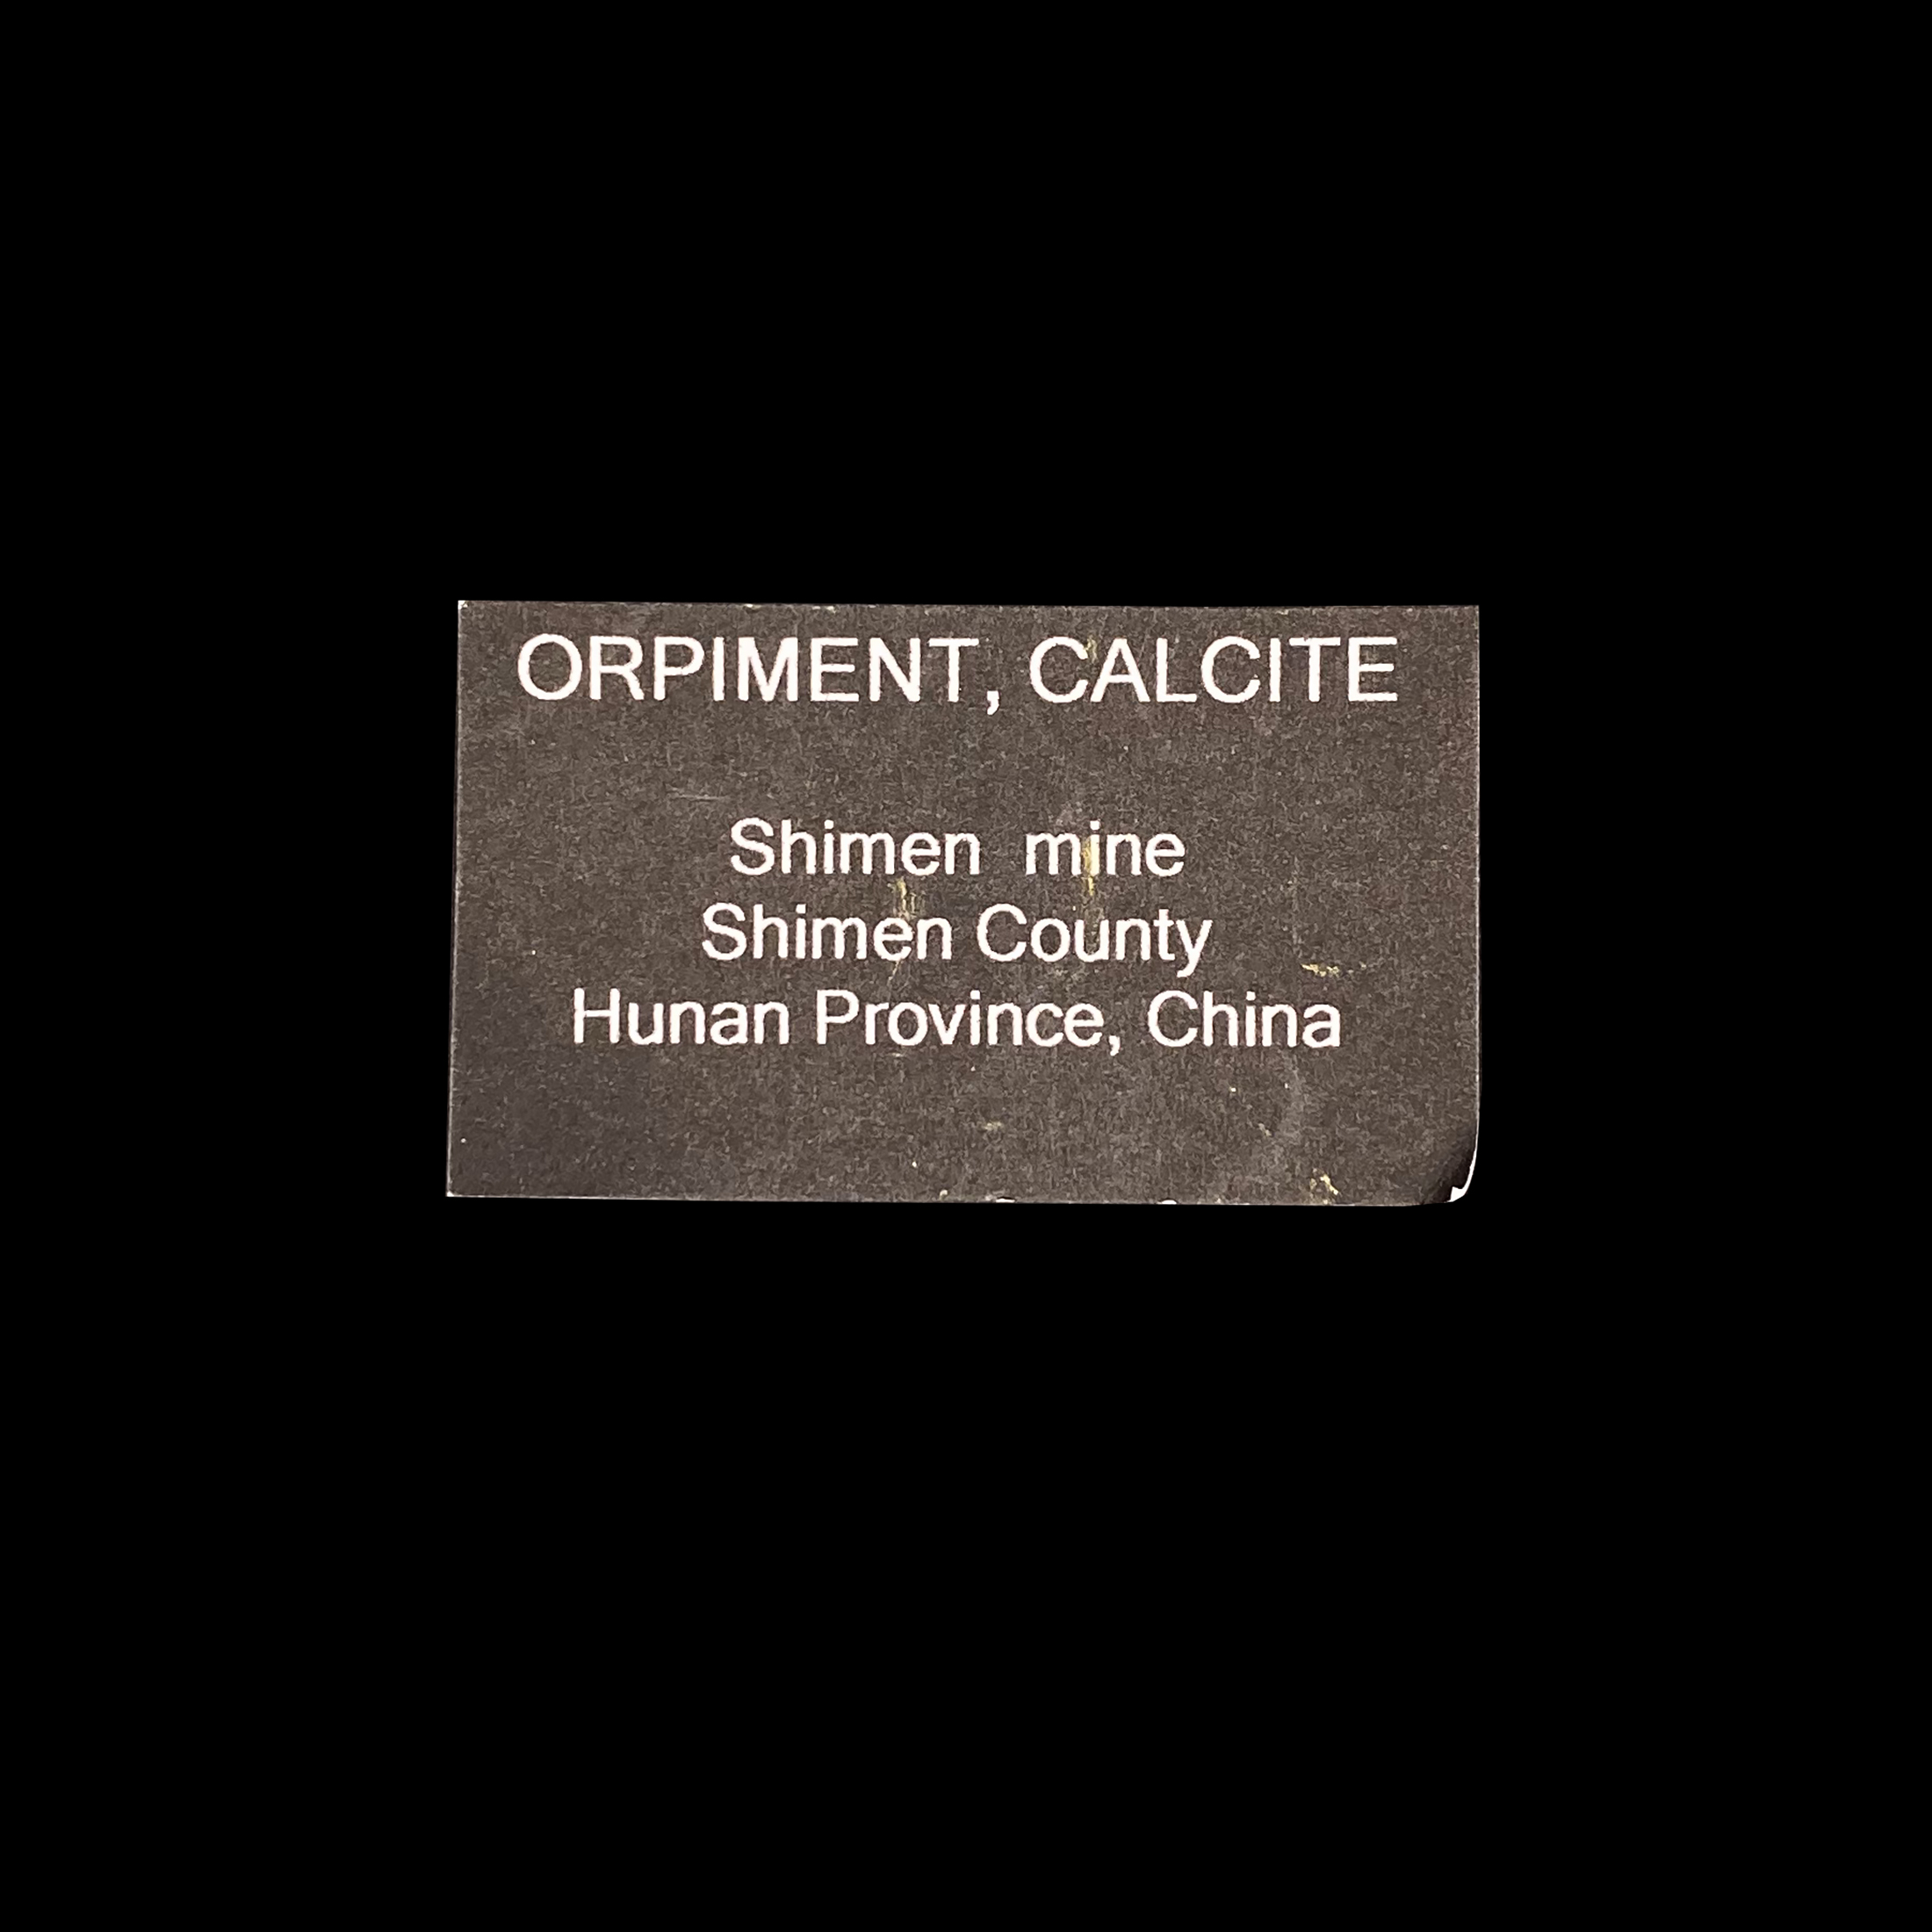 ORPIMENT, CALCITE
Shimen mine
Shimen County
Hunan Province, China